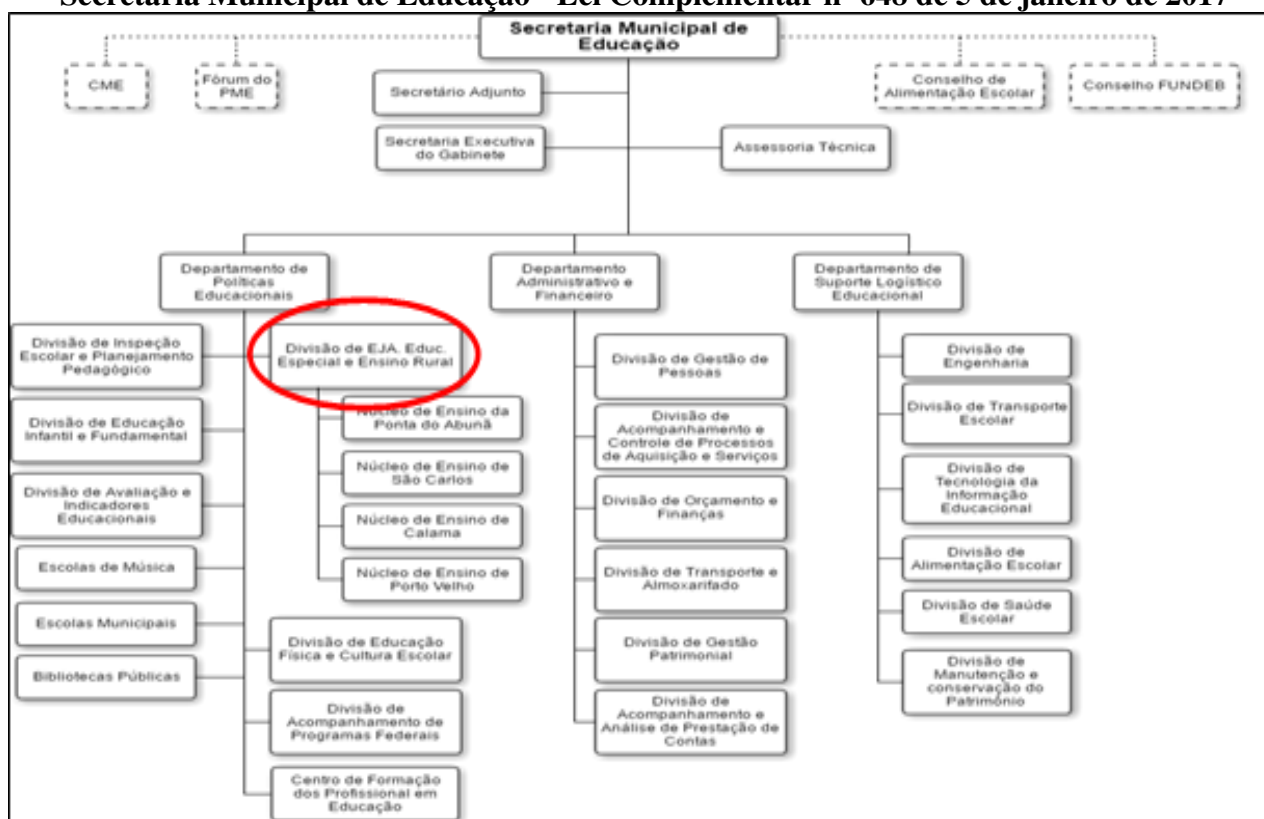 Secretaria Municipal de Educação - Lei Complementar nº 648 de 5 de janeiro de 2017
Secretaria Municipal de
Educação
CME
Fórum do
PME
Conselho de
Alimentação Escolar
Conselho FUNDEB
Secretário Adjunto
Secretaria Executiva
do Gabinete
Assessoria Técnica
Departamento de
Políticas
Educacionais
Departamento
Administrativo e
Financeiro
Departamento de
Suporte Logístico
Educacional
Divisão de Inspeção
Escolar e Planejamento
Pedagógico
Divisão de EJA. Educ.
Especial e Ensino Rural
Divisão de Educação
Infantil e Fundamental
Divisão de Avaliação e
Indicadores
Educacionais
Escolas de Música
Escolas Municipais
Bibliotecas Públicas
Núcleo de Ensino da
Ponta do Abunã
Núcleo de Ensino de
São Carlos
Núcleo de Ensino de
Calama
Núcleo de Ensino de
Porto Velho
Divisão de Educação
Física e Cultura Escolar
Divisão de
Acompanhamento de
Programas Federais
Centro de Formação
dos Profissional em
Educação
Divisão de Gestão de
Pessoas
Divisão de
Acompanhamento e
Controle de Processos
de Aquisição e Serviços
Divisão de Orçamento e
Finanças
Divisão de Transporte e
Almoxarifado
Divisão de Gestão
Patrimonial
Divisão de
Acompanhamento e
Análise de Prestação de
Contas
Divisão de
Engenharia
Divisão de Transporte
Escolar
Divisão de
Tecnologia da
Informação
Educacional
Divisão de
Alimentação Escolar
Divisão de Saúde
Escolar
Divisão de
Manutenção e
conservação do
Patrimônio